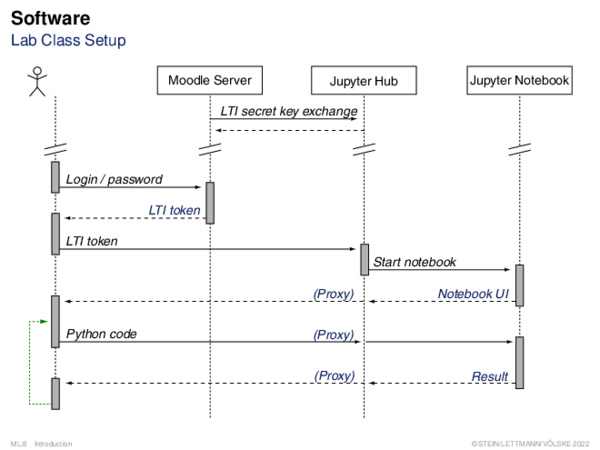 Software
Lab Class Setup
Moodle Server
Jupyter Hub
Jupyter Notebook
LTI secret key exchange
Login / password
LTI token
LTI token
Start notebook
(Proxy)
Notebook UI
Python code
(Proxy)
(Proxy)
Result
ML:8 Introduction
©STEIN/LETTMANN/VÖLSKE 2022